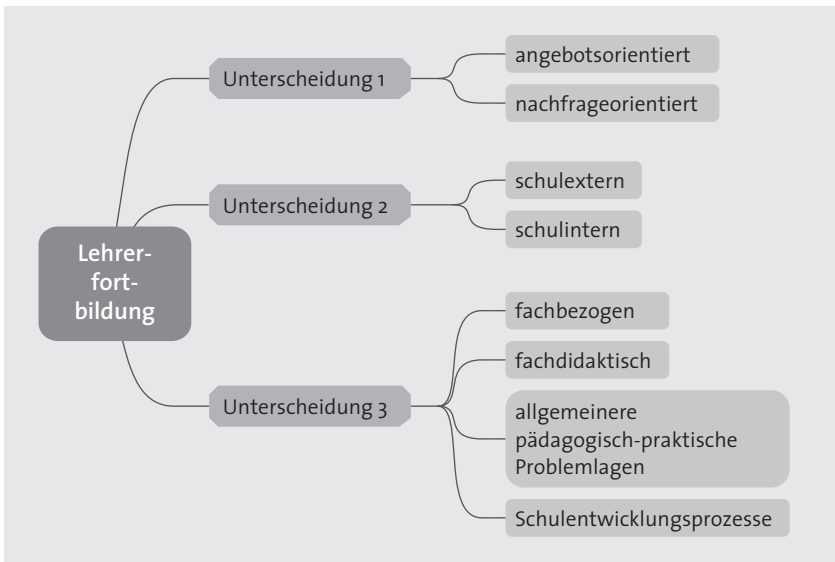 Lehrer-
fort-
bildung
Unterscheidung 1
angebotsorientiert
nachfrageorientiert
Unterscheidung 2
schulextern
schulintern
Unterscheidung 3
fachbezogen
fachdidaktisch
allgemeinere
pädagogisch-praktische
Problemlagen
Schulentwicklungsprozesse